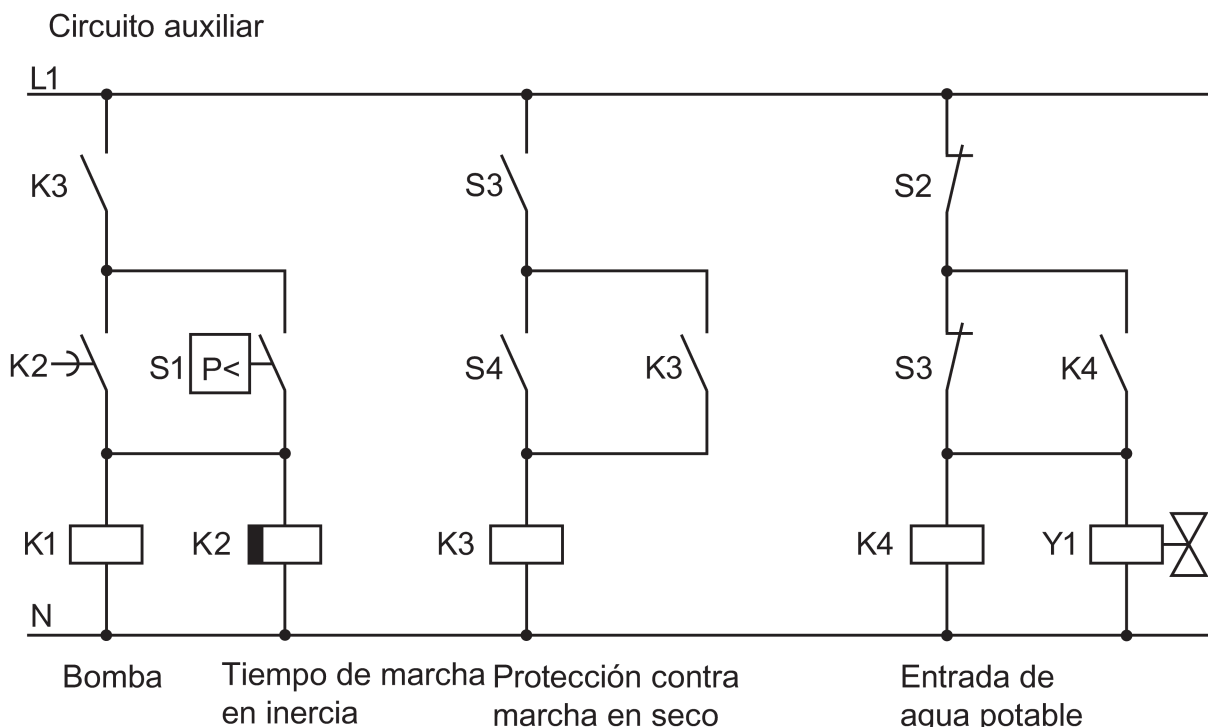 Circuito auxiliar
L1
K3
S3
S2
K2
S1
P<
S4
K3
S3
K4
K1
K2
K3
K4
Y1
N
Bomba
Tiempo de marcha
en inercia
Protección contra
marcha en seco
Entrada de
agua potable